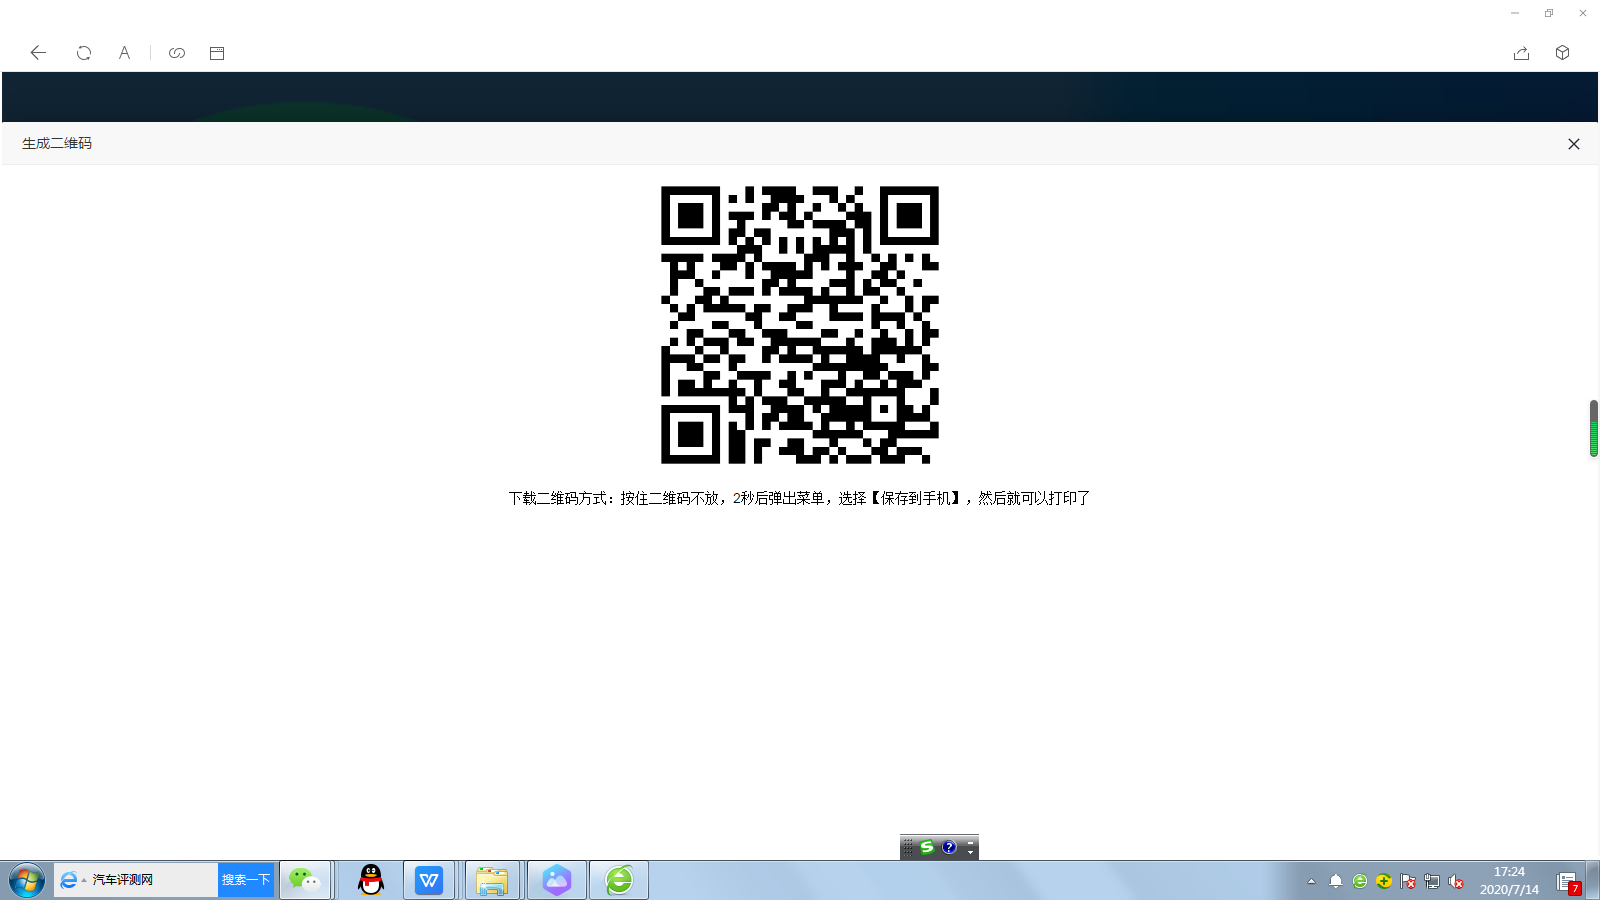 生成二维码
下载二维码方式：按住二维码不放，2秒后弹出菜单，选择【保存到手机】，然后就可以打印了
汽车评测网
搜索一下
17:24
2020/7/14
7